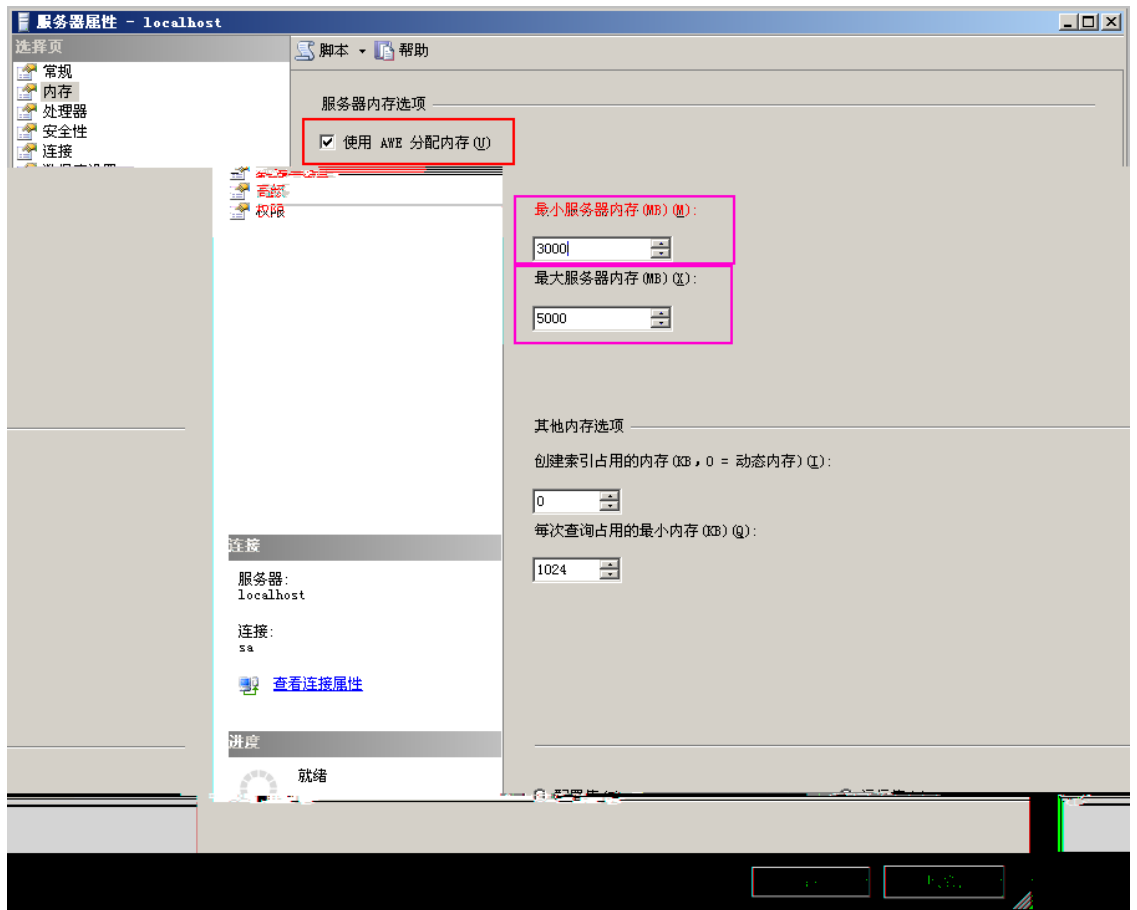 服务器属性 - localhost
选择页
脚本 帮助
常规
内存
处理器
安全性
连接
服务器内存选项
使用 AWE 分配内存(U)
高级
权限
最小服务器内存(MB)(M):
3000
最大服务器内存(MB)(X):
5000
其他内存选项
创建索引占用的内存(KB，0 = 动态内存)(I):
0
每次查询占用的最小内存(KB)(Q):
1024
连接
服务器:
localhost
连接:
sa
查看连接属性
进度
就绪